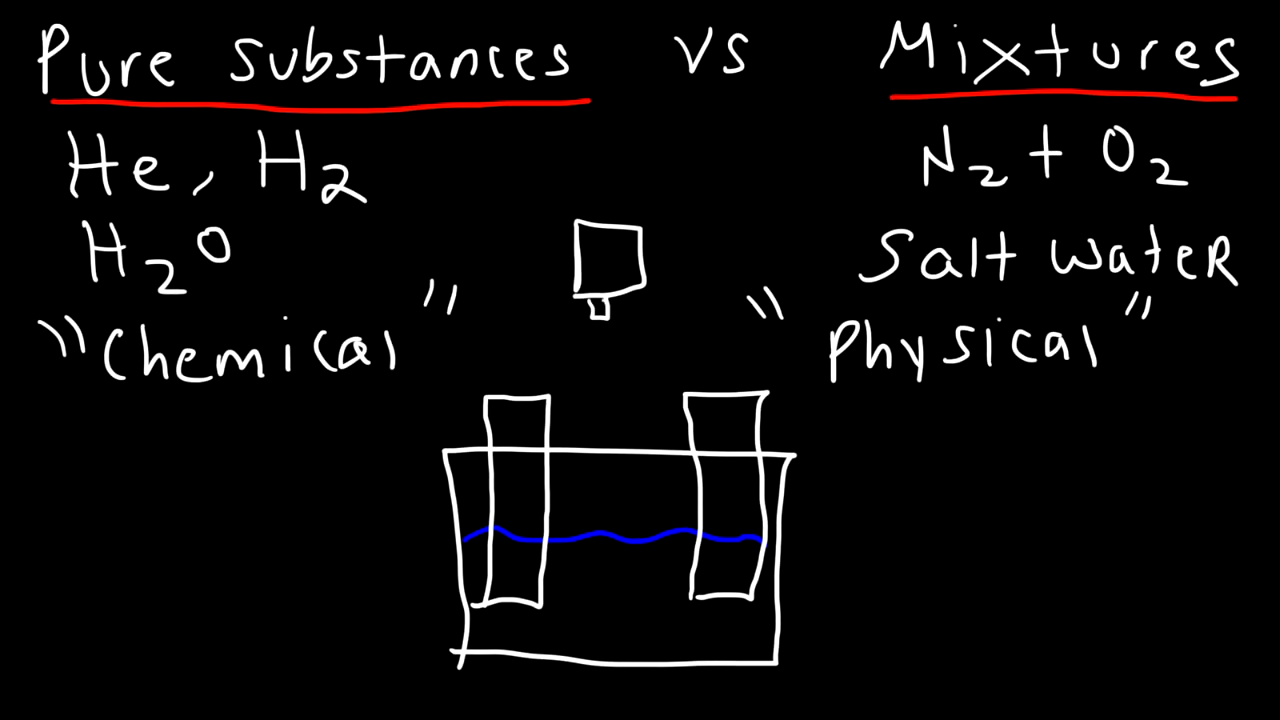 Pure substances vs Mixtures
He, H2 N2 + O2
H2O Salt water
"Chemical" "Physical"